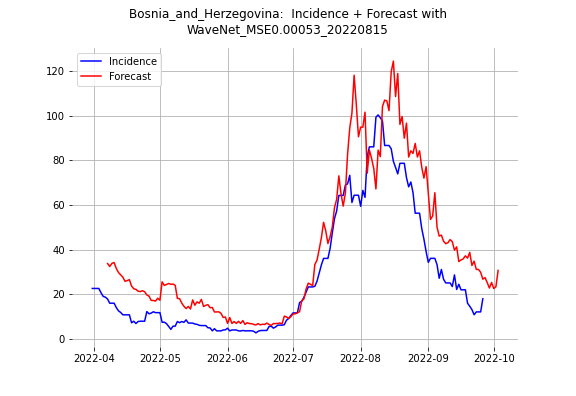 Bosnia_and_Herzegovina:  Incidence + Forecast with
WaveNet_MSE0.00053_20220815
Incidence
Forecast
120
100
80
60
40
20
0
2022-04 2022-05 2022-06 2022-07 2022-08 2022-09 2022-10